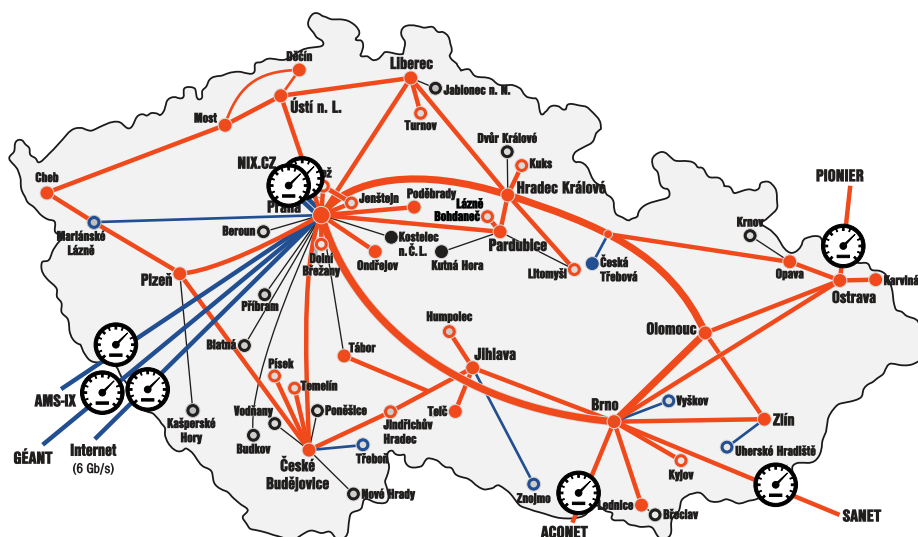 Děčín
Liberec
Jablonec n. N.
Ústí n. L.
Most
Turnov
Dvůr Králové
Kuks
NIX.CZ
Cheb
Hradec Králové
PIONIER
Jenštejn
Poděbrady
Lázně
Bohdaneč
Praha
Krnov
Mariánské
Lázně
Beroun
Kostelec
n.Č.L.
Pardubice
Dolní
Břežany
Ondřejov
Kutná Hora
Litomyšl
Česká
Třebová
Opava
Plzeň
Karviná
Ostrava
Příbram
Humpolec
Olomouc
Blatná
Tábor
Jihlava
Písek
Temelín
AMS-IX
Brno
Vyškov
Vodňany
Poněšice
Jindřichův
Hradec
Telč
Zlín
Kašperské
Hory
Budkov
GÉANT
Internet
(6 Gb/s)
České
Budějovice
Třeboň
Uherské Hradiště
Kyjov
Nové Hrady
Znojmo
Lednice
Břeclav
ACONET
SANET